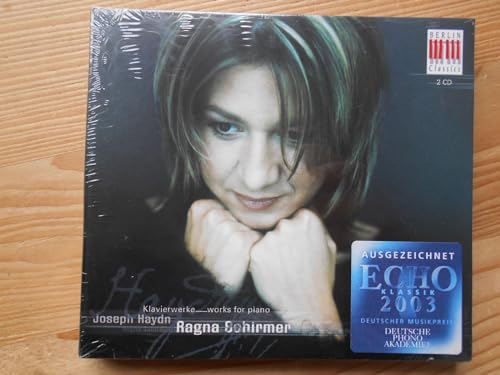 BERLIN
Classics
2 CD
Klavierwerke—works for piano
Joseph Haydn
Ragna Schirmer
AUSGEZEICHNET
ECHO
KLASSIK
2003
DEUTSCHER MUSIKPREIS
DEUTSCHE
PHONO
AKADEMIE
Haydn